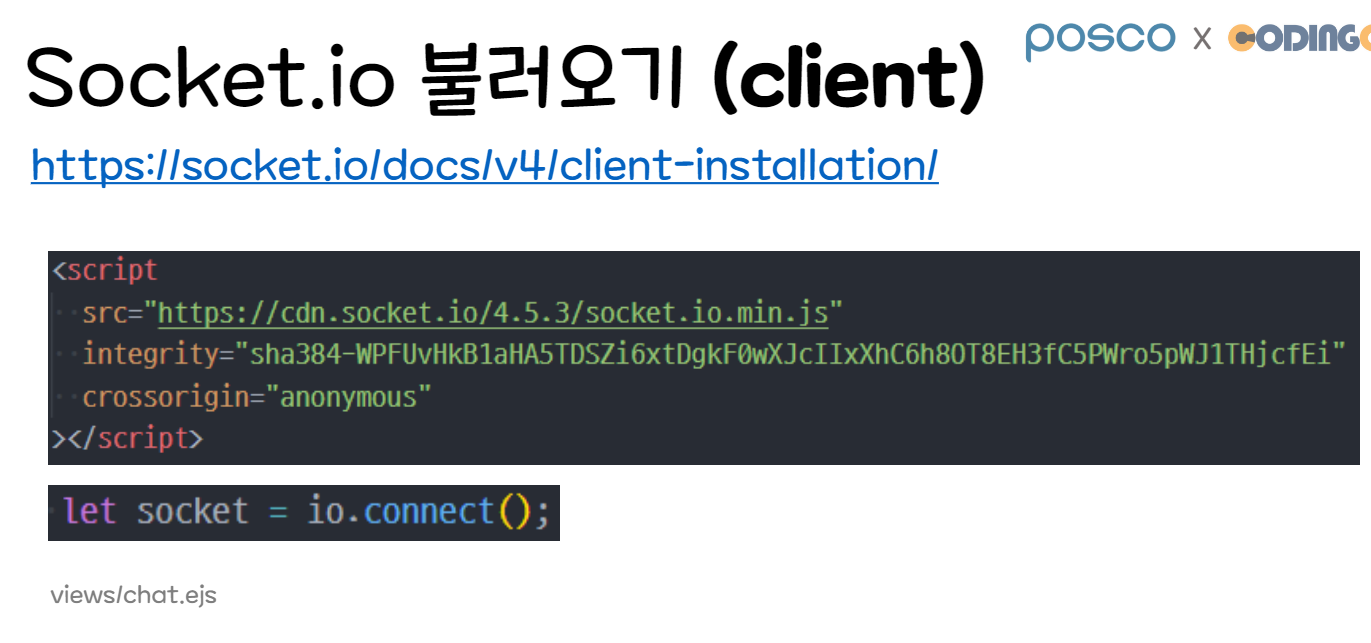 posco x CODING
Socket.io 불러오기 (client)
https://socket.io/docs/v4/client-installation/
<script
src="https://cdn.socket.io/4.5.3/socket.io.min.js"
integrity="sha384-WPFUvHkB1aHA5TDSZi6xtDgkF0wXJcIIxXhC6h8OT8EH3fC5PWro5pWJ1THjcfEi"
crossorigin="anonymous"
></script>
let socket = io.connect();
views/chat.ejs